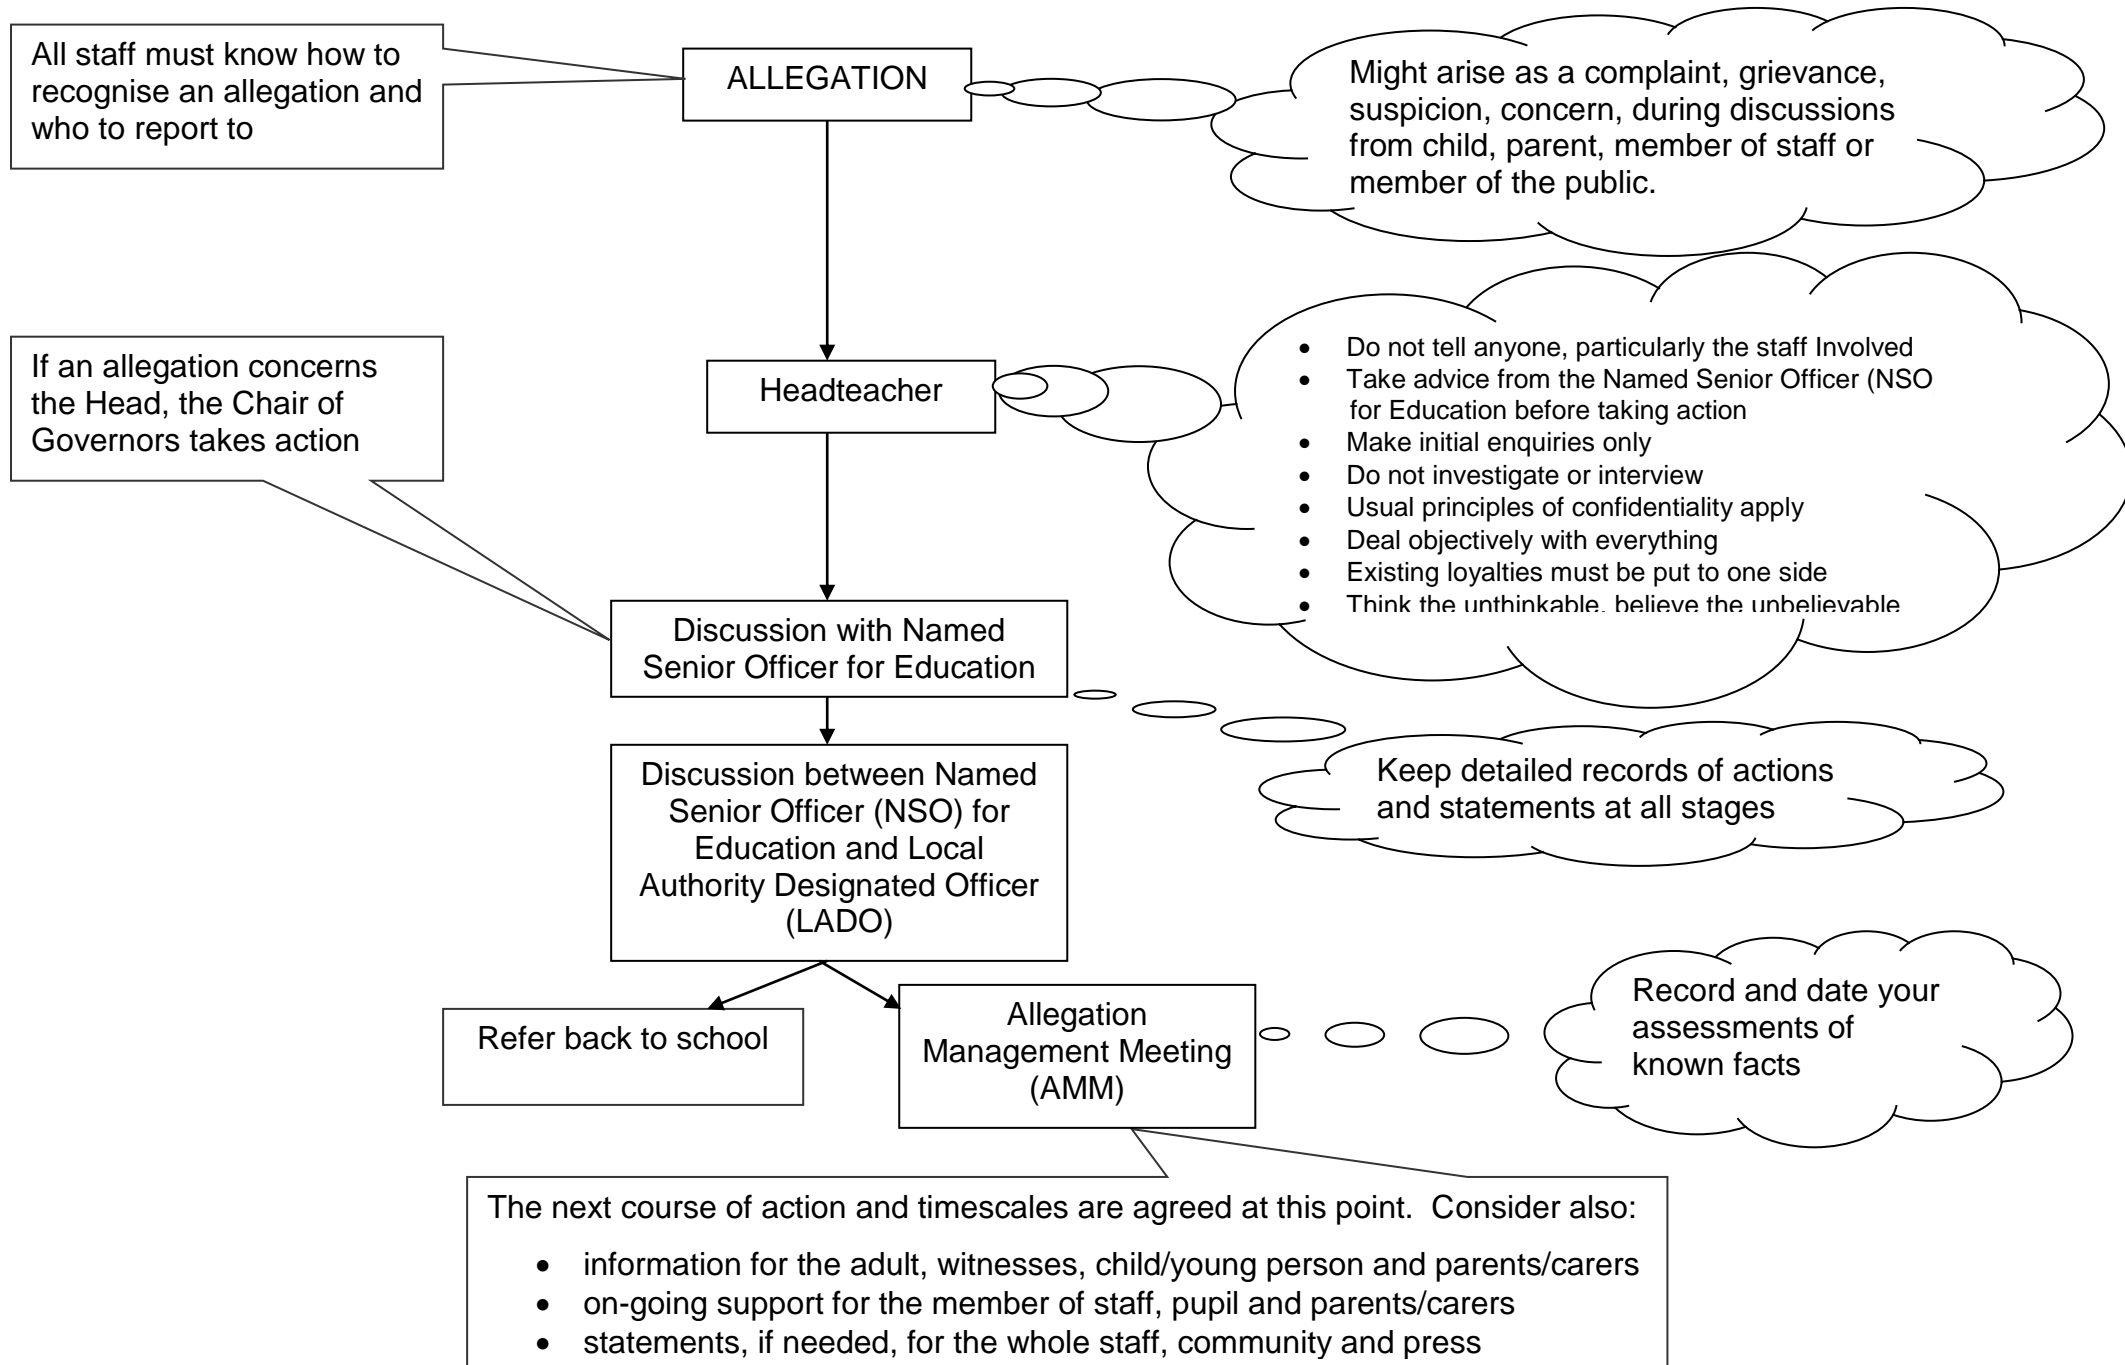 All staff must know how to
recognise an allegation and
who to report to
ALLEGATION
Might arise as a complaint, grievance,
suspicion, concern, during discussions
from child, parent, member of staff or
member of the public.
If an allegation concerns
the Head, the Chair of
Governors takes action
Headteacher
• Do not tell anyone, particularly the staff Involved
• Take advice from the Named Senior Officer (NSO
for Education before taking action
• Make initial enquiries only
• Do not investigate or interview
• Usual principles of confidentiality apply
• Deal objectively with everything
• Existing loyalties must be put to one side
• Think the unthinkable, believe the unbelievable
Discussion with Named
Senior Officer for Education
Keep detailed records of actions
and statements at all stages
Discussion between Named
Senior Officer (NSO) for
Education and Local
Authority Designated Officer
(LADO)
Refer back to school
Allegation
Management Meeting
(AMM)
Record and date your
assessments of
known facts
The next course of action and timescales are agreed at this point.  Consider also:
• information for the adult, witnesses, child/young person and parents/carers
• on-going support for the member of staff, pupil and parents/carers
• statements, if needed, for the whole staff, community and press